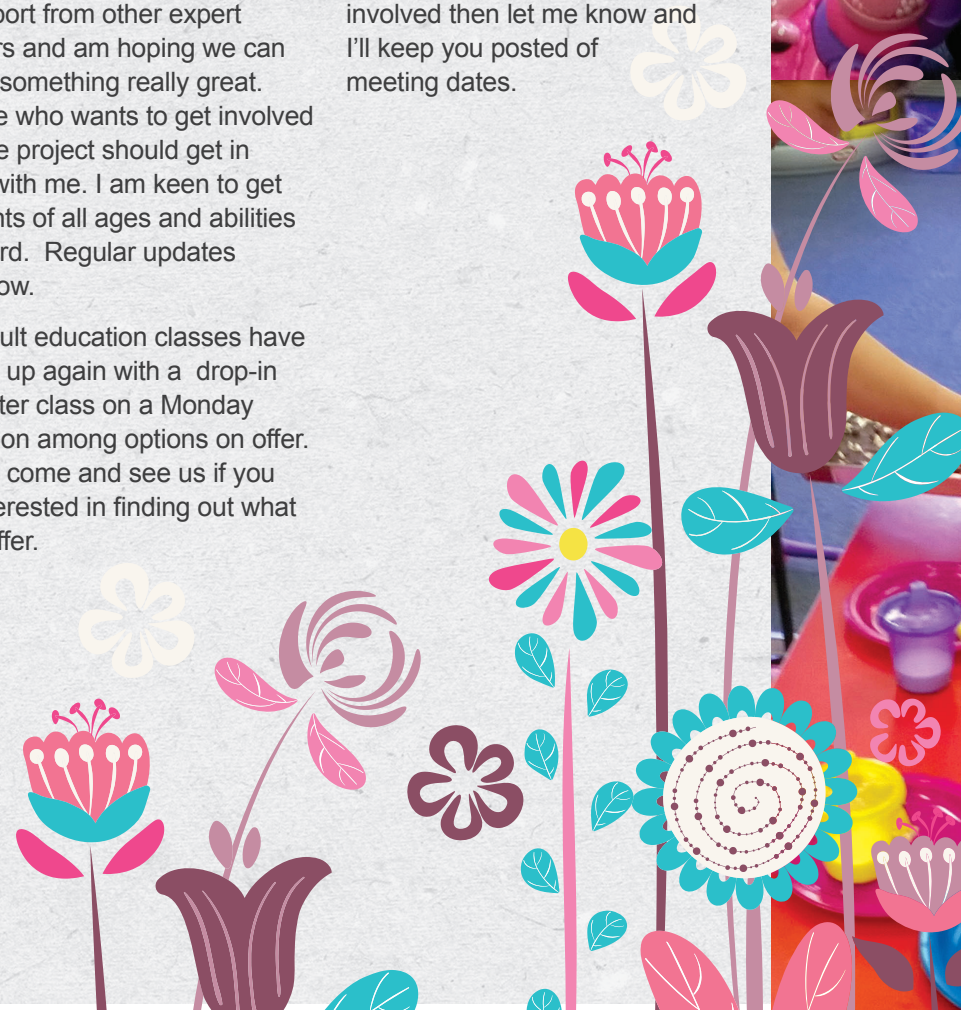 port from other expert
rs and am hoping we can
something really great.
e who wants to get involved
e project should get in
with me. I am keen to get
nts of all ages and abilities
rd.  Regular updates
ow.
ult education classes have
up again with a  drop-in
ter class on a Monday
on among options on offer.
come and see us if you
erested in finding out what
ffer.
involved then let me know and
I'll keep you posted of
meeting dates.